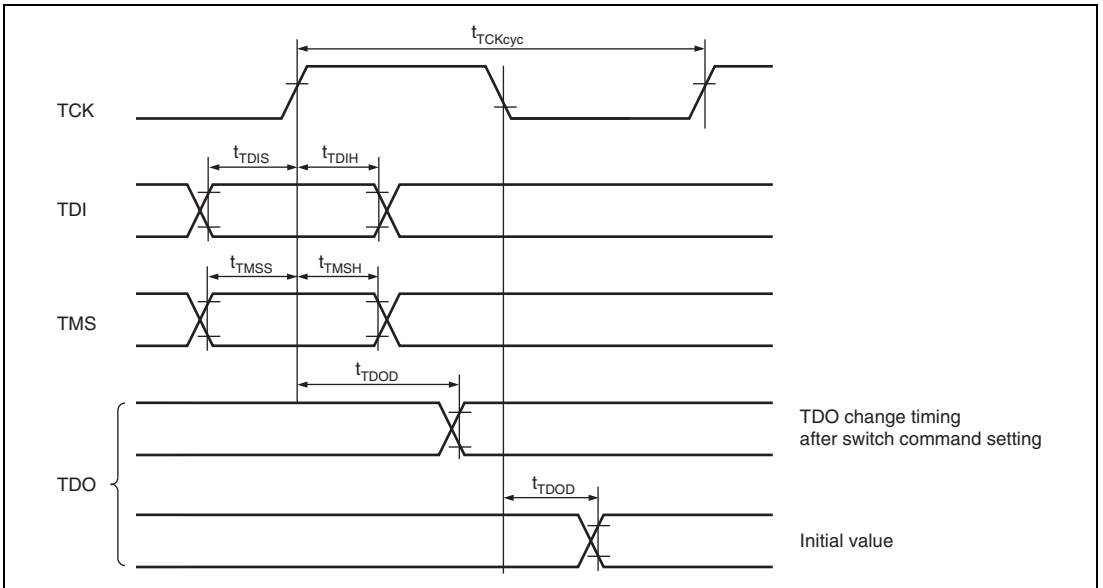 tTCKcyc
TCK
tTDIS
tTDIH
TDI
tTMSS
tTMSH
TMS
tTDOD
TDO change timing
after switch command setting
TDO
tTDOD
Initial value